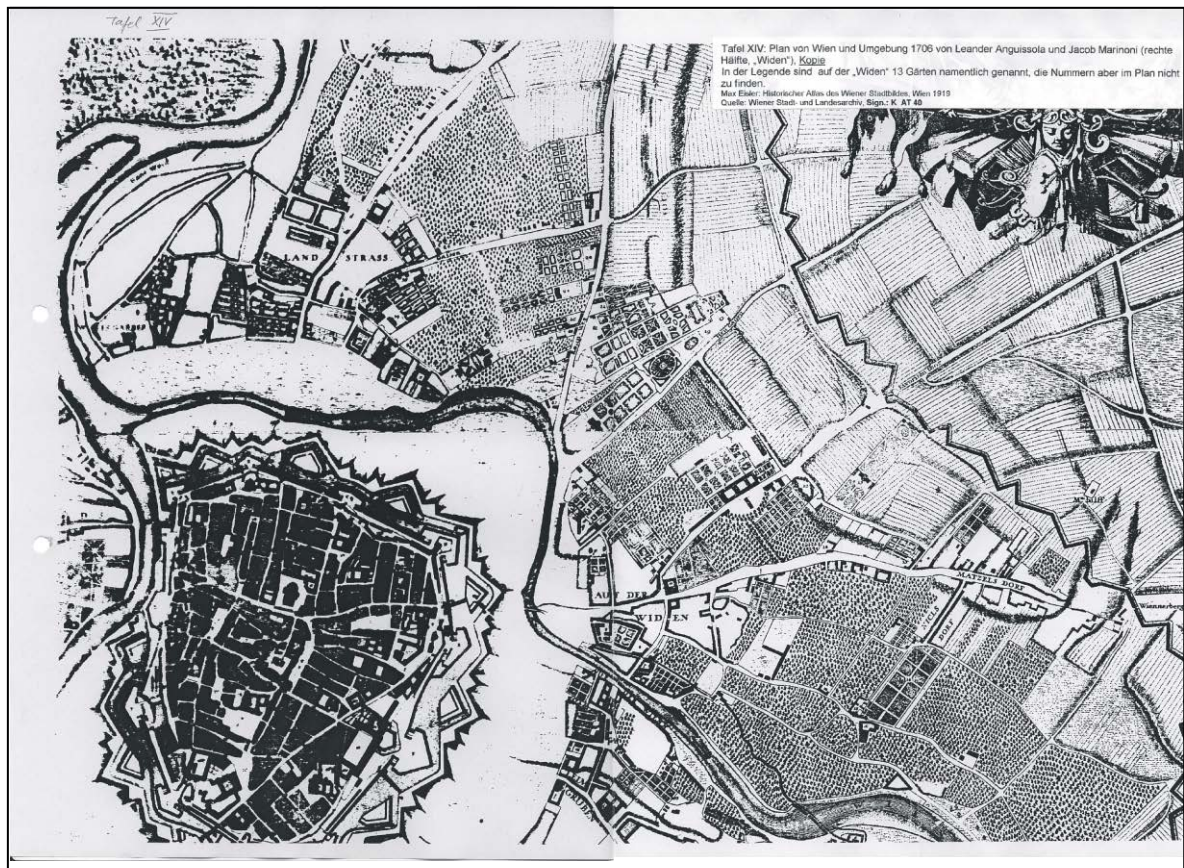 Tafel XIV
Tafel XIV: Plan von Wien und Umgebung 1706 von Leander Anguissola und Jacob Marinoni (rechte
Hälfte, „Widen"), Kopie
In der Legende sind auf der „Widen" 13 Gärten namentlich genannt, die Nummern aber im Plan nicht
zu finden.
Max Eisler: Historischer Atlas des Wiener Stadtbildes, Wien 1919
Quelle: Wiener Stadt- und Landesarchiv, Sign.: K AT 40
LAND STRASS
AUF DER
WIDEN
MATZELS DORF
DORF
Wiennerberg